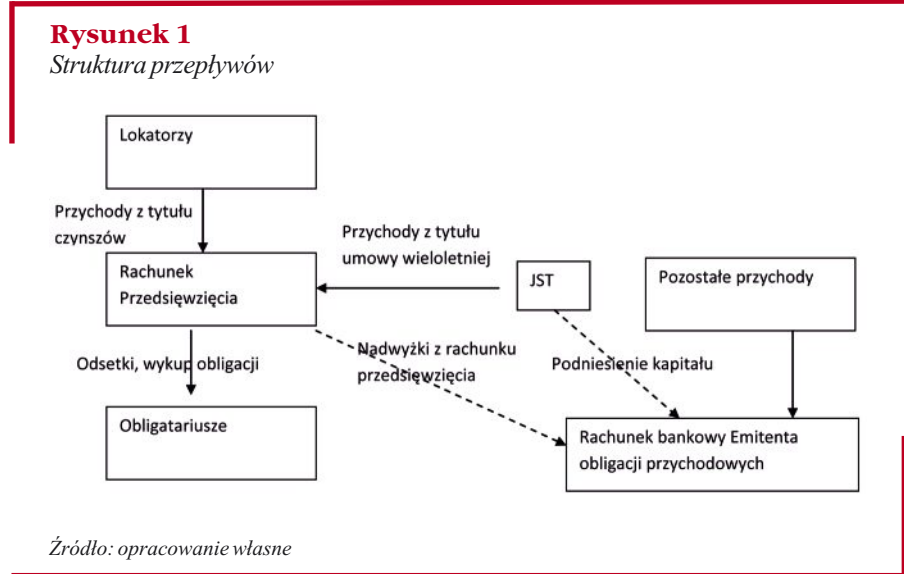 Rysunek 1
Struktura przepływów
Lokatorzy
Przychody z tytułu
czynszów
Przychody z tytułu
umowy wieloletniej
Rachunek
Przedsięwzięcia
JST
Pozostałe przychody
Odsetki, wykup obligacji
Nadwyżki z rachunku
przedsięwzięcia
Podniesienie kapitału
Obligatariusze
Rachunek bankowy Emitenta
obligacji przychodowych
Źródło: opracowanie własne